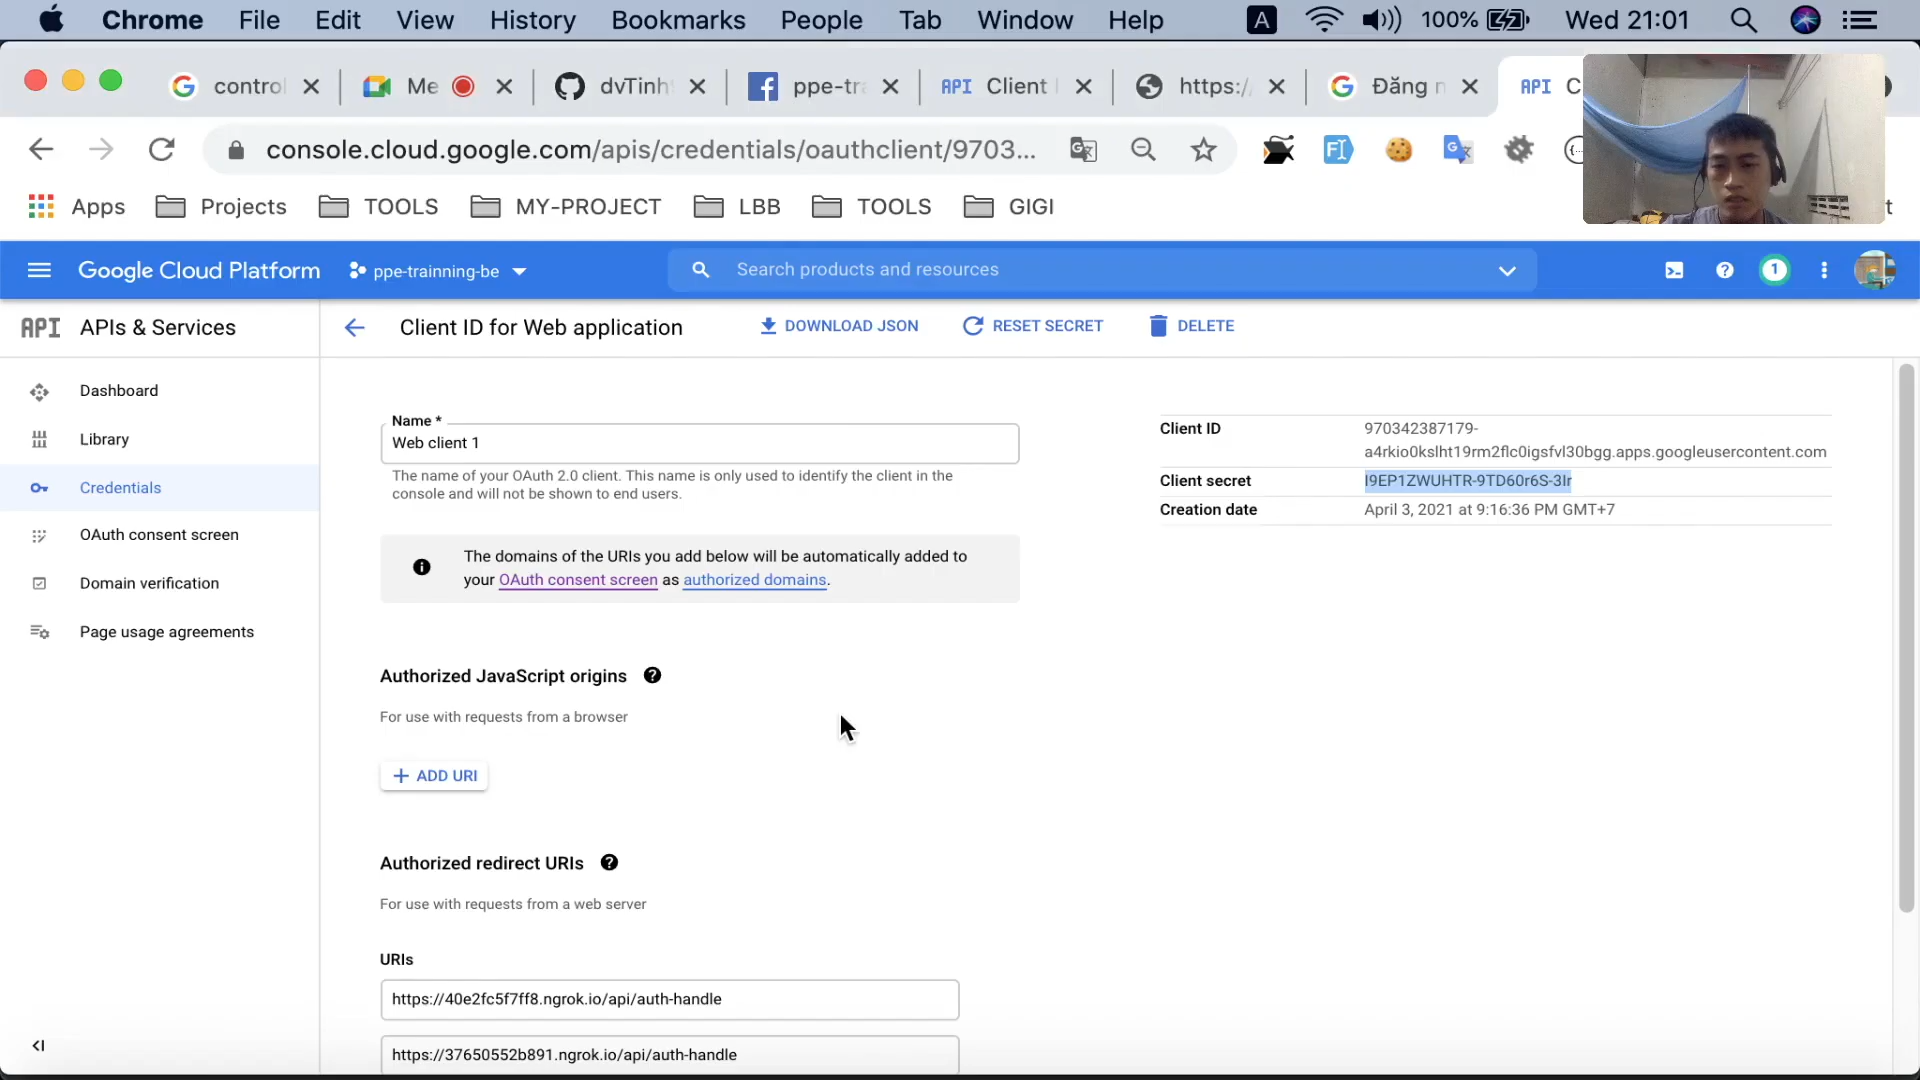 Chrome File Edit View History Bookmarks People Tab Window Help A 100% Wed 21:01
contro Me dvTinh ppe-tra API Client https:/ Đăng n API C
console.cloud.google.com/apis/credentials/oauthclient/9703...
Apps Projects TOOLS MY-PROJECT LBB TOOLS GIGI
Google Cloud Platform ppe-trainning-be Search products and resources 1
API APIs & Services
Client ID for Web application DOWNLOAD JSON RESET SECRET DELETE
Dashboard
Library
Credentials
OAuth consent screen
Domain verification
Page usage agreements
Name *
Web client 1
The name of your OAuth 2.0 client. This name is only used to identify the client in the
console and will not be shown to end users.
The domains of the URIs you add below will be automatically added to
your OAuth consent screen as authorized domains.
Authorized JavaScript origins
For use with requests from a browser
ADD URI
Authorized redirect URIs
For use with requests from a web server
URIs
https://40e2fc5f7ff8.ngrok.io/api/auth-handle
https://37650552b891.ngrok.io/api/auth-handle
Client ID 970342387179-
a4rkio0kslht19rm2flc0igsfvl30bgg.apps.googleusercontent.com
Client secret I9EP1ZWUHTR-9TD60r6S-3Ir
Creation date April 3, 2021 at 9:16:36 PM GMT+7